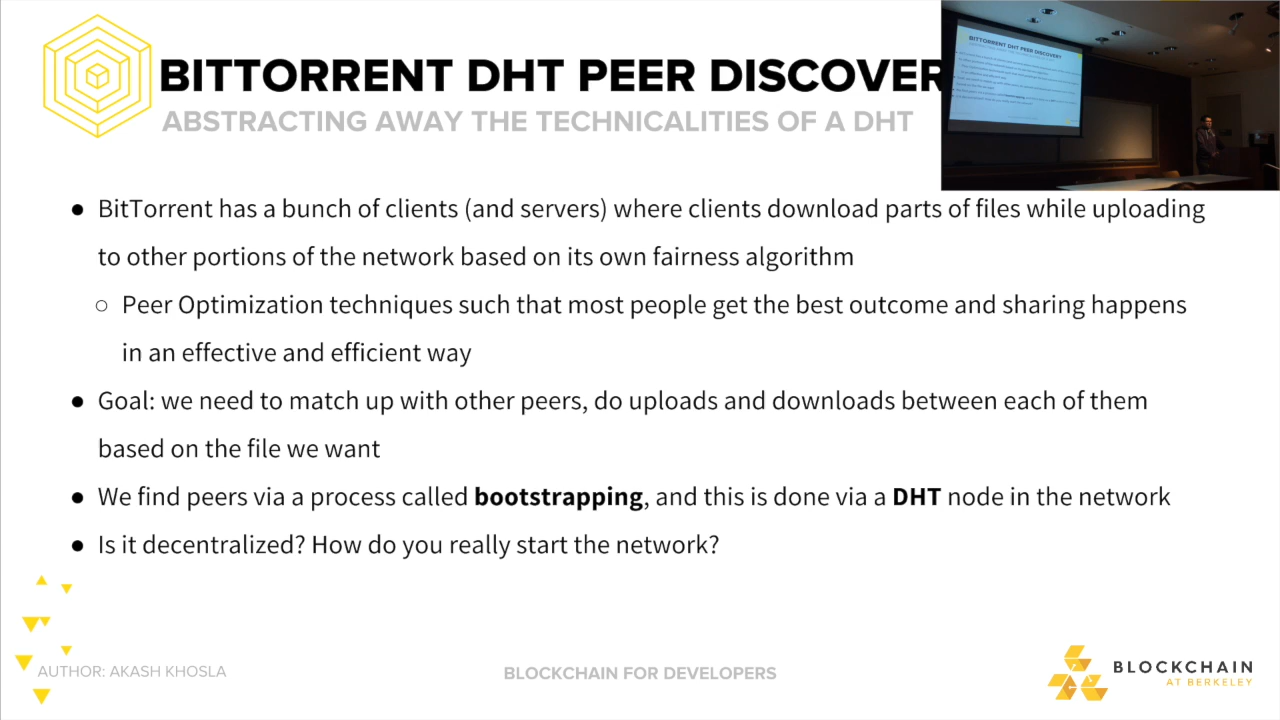 BITTORRENT DHT PEER DISCOVER
ABSTRACTING AWAY THE TECHNICALITIES OF A DHT
BITTORRENT DHT PEER DISCOVERY
● BitTorrent has a bunch of clients (and servers) where clients download parts of files while uploading
to other portions of the network based on its own fairness algorithm
○ Peer Optimization techniques such that most people get the best outcome and sharing happens
in an effective and efficient way
● Goal: we need to match up with other peers, do uploads and downloads between each of them
based on the file we want
● We find peers via a process called bootstrapping, and this is done via a DHT node in the network
● Is it decentralized? How do you really start the network?
AUTHOR: AKASH KHOSLA
BLOCKCHAIN FOR DEVELOPERS
BLOCKCHAIN
AT BERKELEY